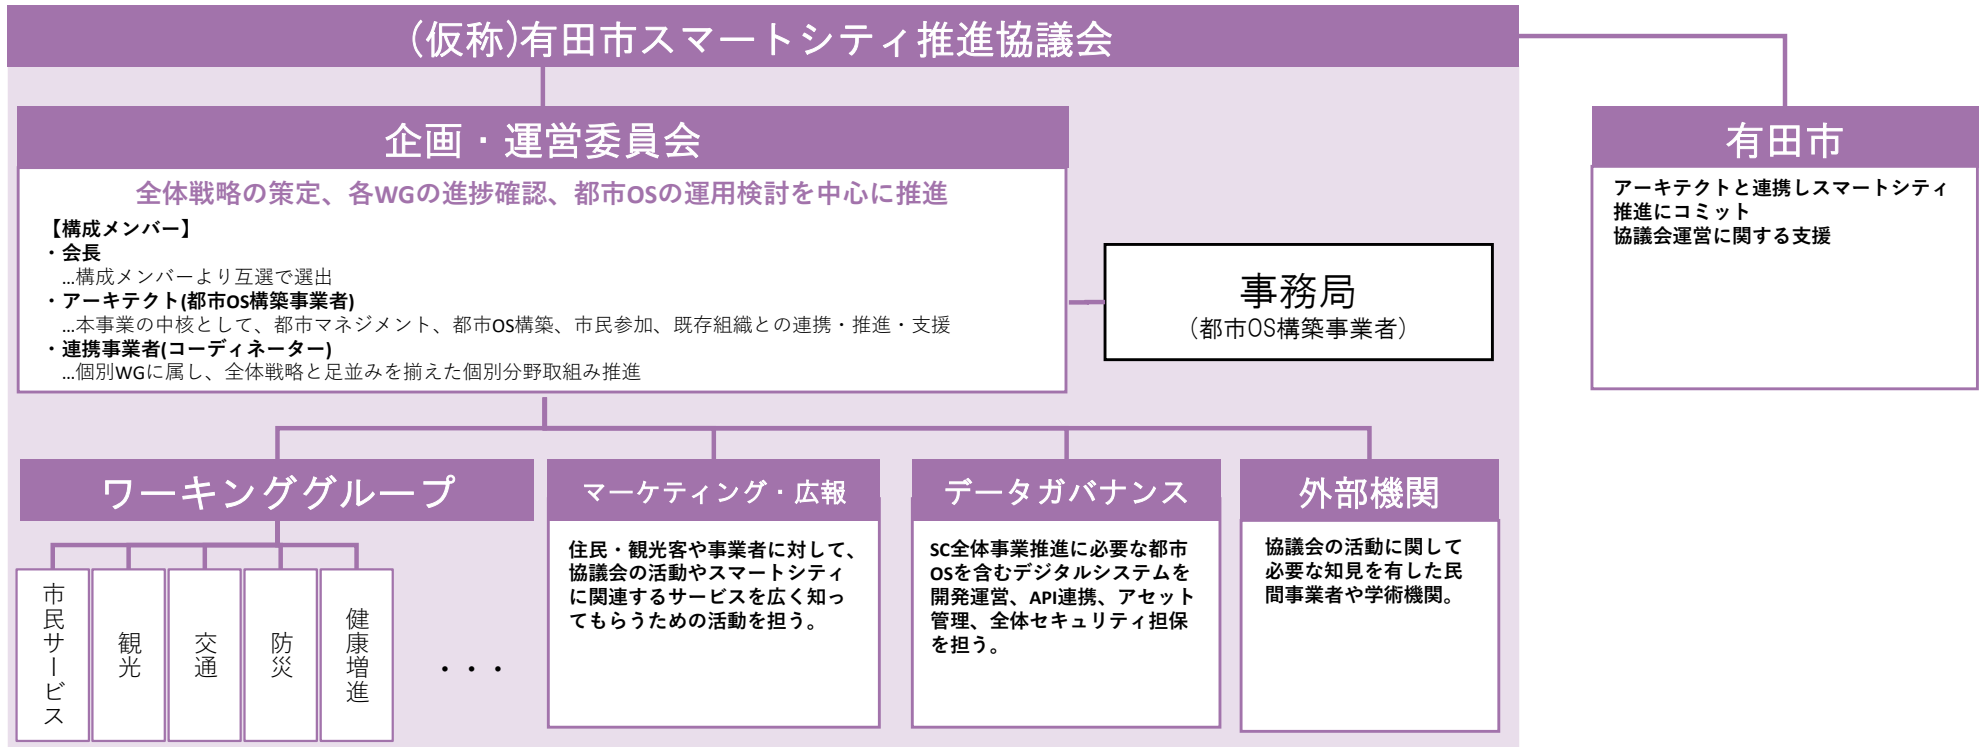 (仮称)有田市スマートシティ推進協議会
企画・運営委員会
全体戦略の策定、各WGの進捗確認、都市OSの運用検討を中心に推進
【構成メンバー】
・会長
…構成メンバーより互選で選出
・アーキテクト(都市OS構築事業者)
…本事業の中核として、都市マネジメント、都市OS構築、市民参加、既存組織との連携・推進・支援
・連携事業者(コーディネーター)
…個別WGに属し、全体戦略と足並みを揃えた個別分野取組み推進
事務局
（都市OS構築事業者）
有田市
アーキテクトと連携しスマートシティ
推進にコミット
協議会運営に関する支援
ワーキンググループ
市民サービス
観光
交通
防災
健康増進
・・・
マーケティング・広報
住民・観光客や事業者に対して、
協議会の活動やスマートシティ
に関連するサービスを広く知っ
てもらうための活動を担う。
データガバナンス
SC全体事業推進に必要な都市
OSを含むデジタルシステムを
開発運営、API連携、アセット
管理、全体セキュリティ担保
を担う。
外部機関
協議会の活動に関して
必要な知見を有した民
間事業者や学術機関。